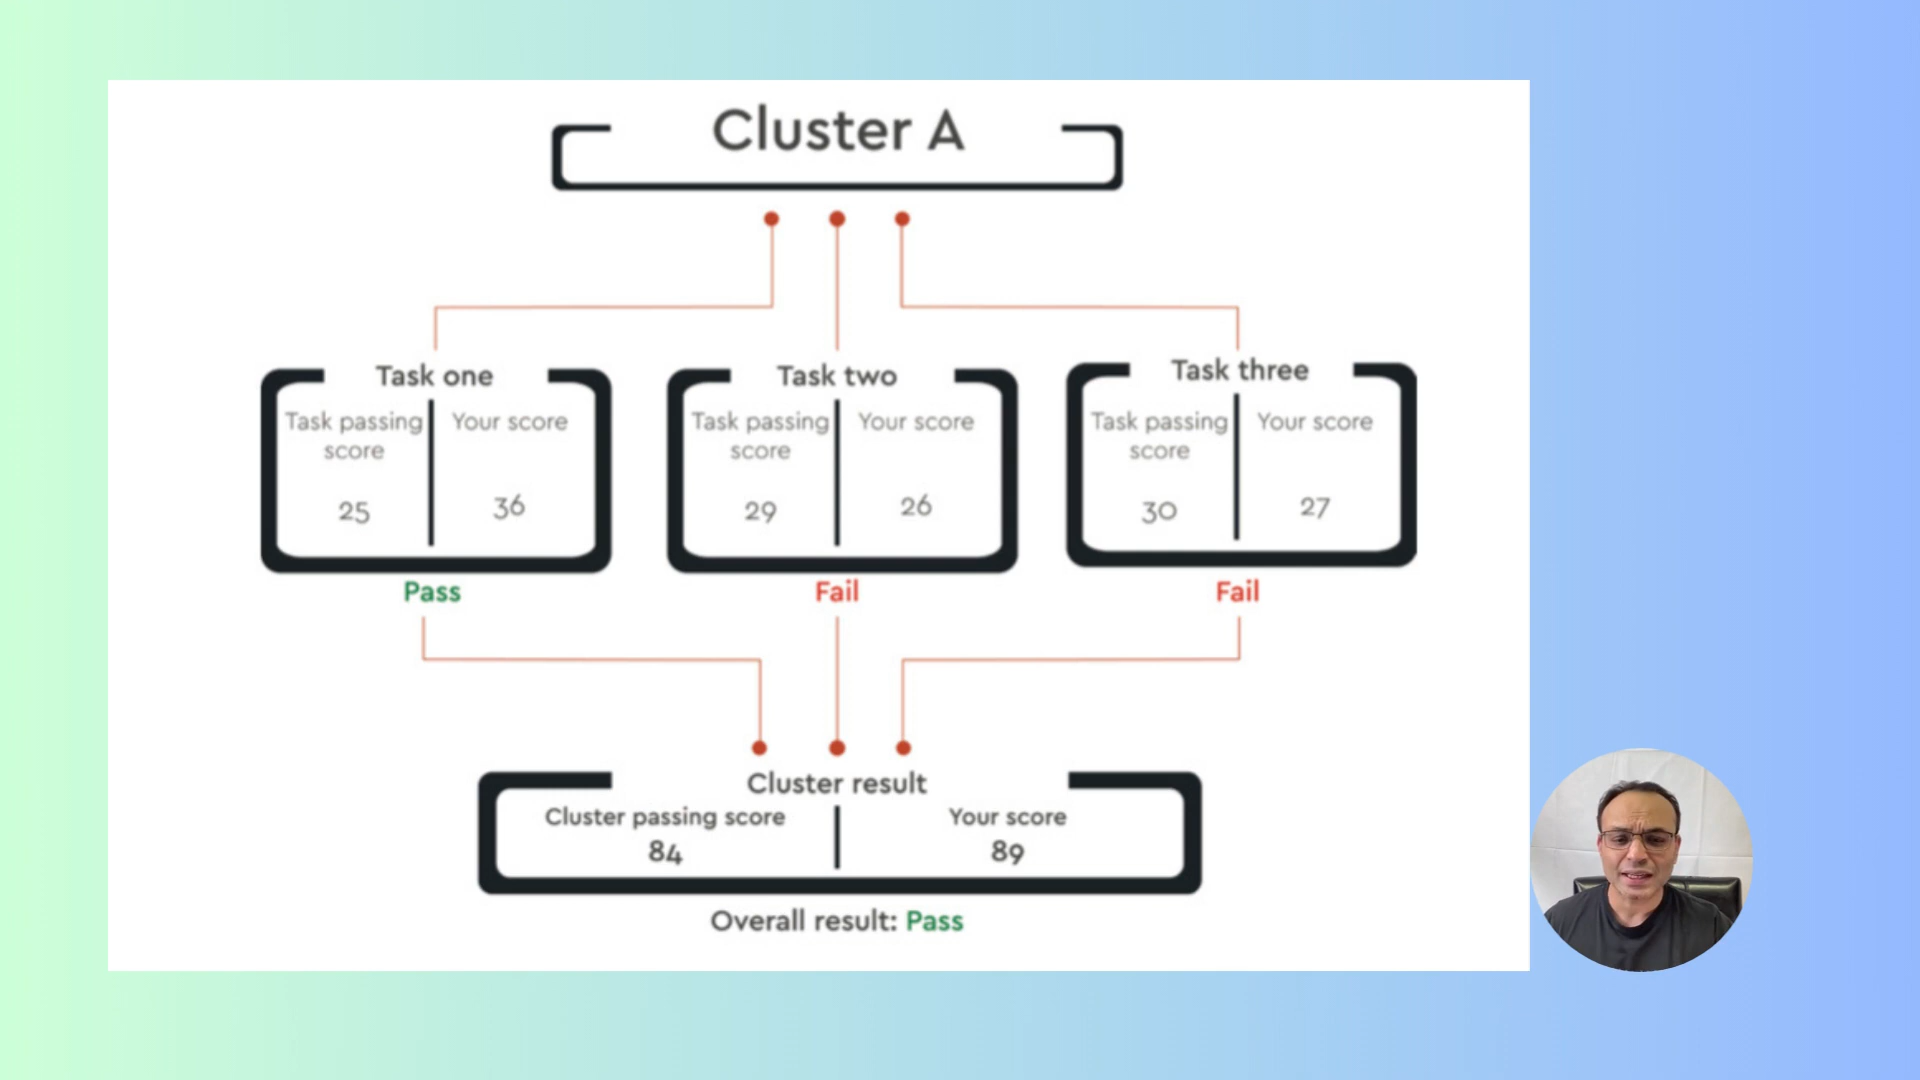 Cluster A
Task one
Task passing
score
Your score
25
36
Pass
Task two
Task passing
score
Your score
29
26
Fail
Task three
Task passing
score
Your score
30
27
Fail
Cluster result
Cluster passing score
Your score
84
89
Overall result: Pass